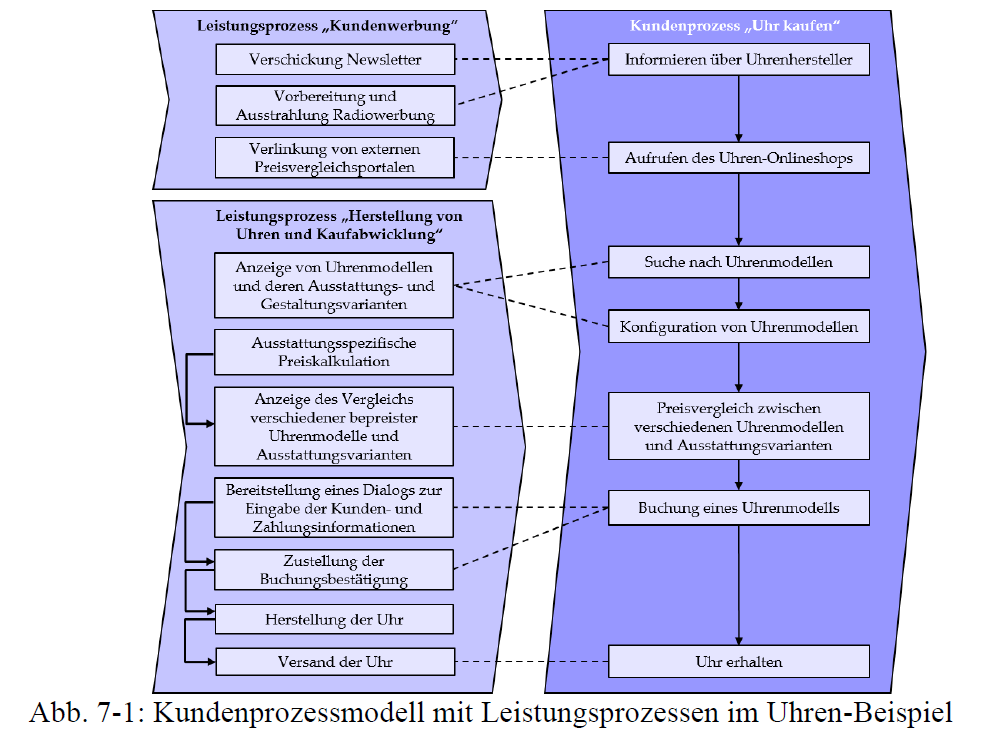 Leistungsprozess „Kundenwerbung“
Verschickung Newsletter
Vorbereitung und
Ausstrahlung Radiowerbung
Verlinkung von externen
Preisvergleichsportalen
Leistungsprozess „Herstellung von
Uhren und Kaufabwicklung“
Anzeige von Uhrenmodellen
und deren Ausstattungs- und
Gestaltungsvarianten
Ausstattungsspezifische
Preiskalkulation
Anzeige des Vergleichs
verschiedener bepreister
Uhrenmodelle und
Ausstattungsvarianten
Bereitstellung eines Dialogs zur
Eingabe der Kunden- und
Zahlungsinformationen
Zustellung der
Buchungsbestätigung
Herstellung der Uhr
Versand der Uhr
Kundenprozess „Uhr kaufen“
Informieren über Uhrenhersteller
Aufrufen des Uhren-Onlineshops
Suche nach Uhrenmodellen
Konfiguration von Uhrenmodellen
Preisvergleich zwischen
verschiedenen Uhrenmodellen
und Ausstattungsvarianten
Buchung eines Uhrenmodells
Uhr erhalten
Abb. 7-1: Kundenprozessmodell mit Leistungsprozessen im Uhren-Beispiel